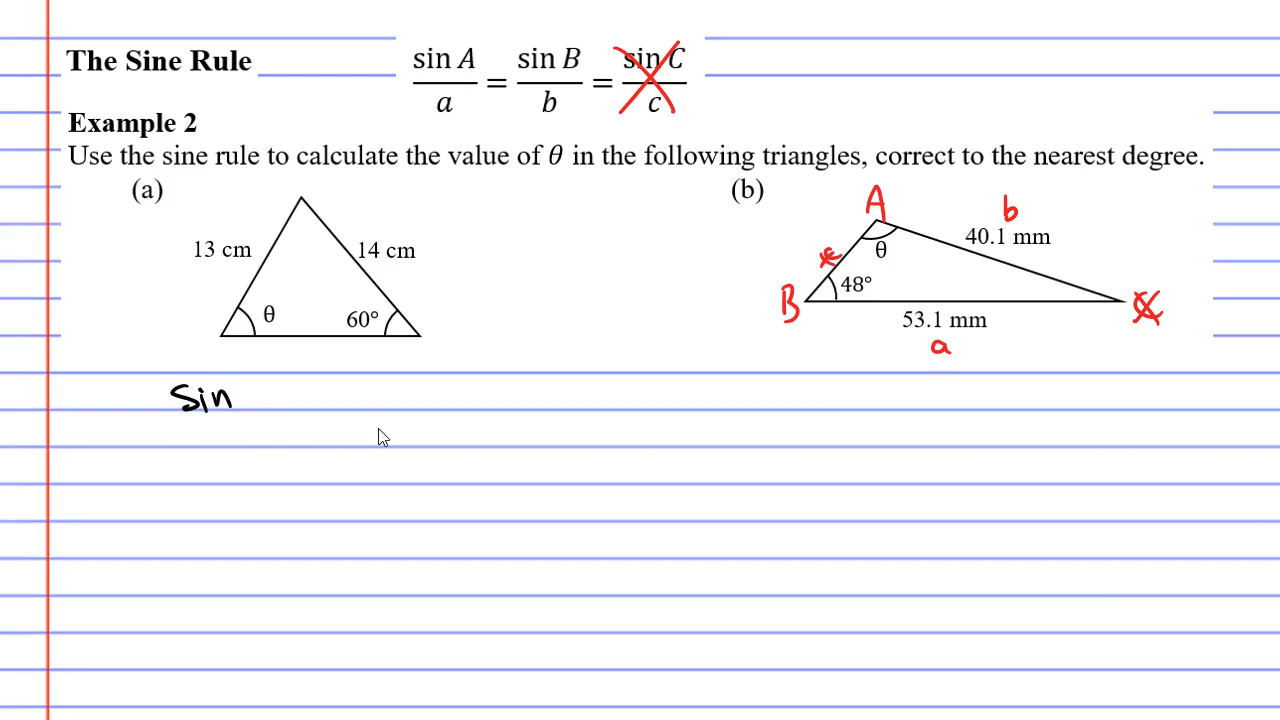 The Sine Rule
sin A / a = sin B / b = sin C / c
Example 2
Use the sine rule to calculate the value of θ in the following triangles, correct to the nearest degree.
(a)
13 cm
14 cm
θ
60°
(b)
A
b
40.1 mm
θ
c
B
48°
C
53.1 mm
a
Sin